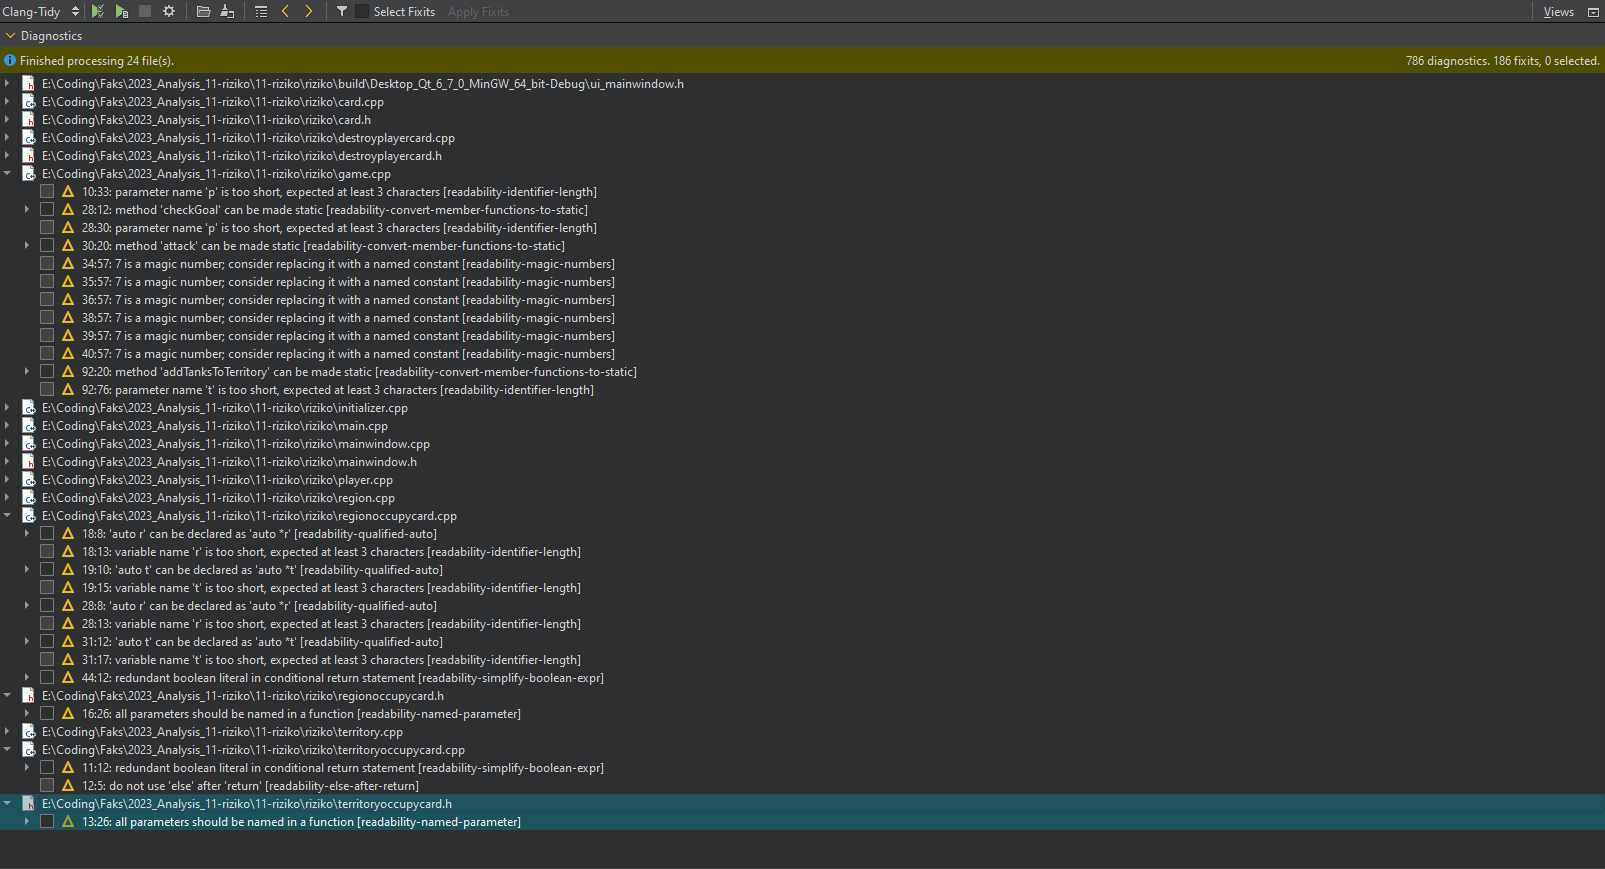 Clang-Tidy Select Fixits Apply Fixits Views
Diagnostics
Finished processing 24 file(s). 786 diagnostics. 186 fixits, 0 selected.
E:\Coding\Faks\2023_Analysis_11-riziko\11-riziko\riziko\build\Desktop_Qt_6_7_0_MinGW_64_bit-Debug\ui_mainwindow.h
E:\Coding\Faks\2023_Analysis_11-riziko\11-riziko\riziko\card.cpp
E:\Coding\Faks\2023_Analysis_11-riziko\11-riziko\riziko\card.h
E:\Coding\Faks\2023_Analysis_11-riziko\11-riziko\riziko\destroyplayercard.cpp
E:\Coding\Faks\2023_Analysis_11-riziko\11-riziko\riziko\destroyplayercard.h
E:\Coding\Faks\2023_Analysis_11-riziko\11-riziko\riziko\game.cpp
10:33: parameter name 'p' is too short, expected at least 3 characters [readability-identifier-length]
28:12: method 'checkGoal' can be made static [readability-convert-member-functions-to-static]
28:30: parameter name 'p' is too short, expected at least 3 characters [readability-identifier-length]
30:20: method 'attack' can be made static [readability-convert-member-functions-to-static]
34:57: 7 is a magic number; consider replacing it with a named constant [readability-magic-numbers]
35:57: 7 is a magic number; consider replacing it with a named constant [readability-magic-numbers]
36:57: 7 is a magic number; consider replacing it with a named constant [readability-magic-numbers]
38:57: 7 is a magic number; consider replacing it with a named constant [readability-magic-numbers]
39:57: 7 is a magic number; consider replacing it with a named constant [readability-magic-numbers]
40:57: 7 is a magic number; consider replacing it with a named constant [readability-magic-numbers]
92:20: method 'addTanksToTerritory' can be made static [readability-convert-member-functions-to-static]
92:76: parameter name 't' is too short, expected at least 3 characters [readability-identifier-length]
E:\Coding\Faks\2023_Analysis_11-riziko\11-riziko\riziko\initializer.cpp
E:\Coding\Faks\2023_Analysis_11-riziko\11-riziko\riziko\main.cpp
E:\Coding\Faks\2023_Analysis_11-riziko\11-riziko\riziko\mainwindow.cpp
E:\Coding\Faks\2023_Analysis_11-riziko\11-riziko\riziko\mainwindow.h
E:\Coding\Faks\2023_Analysis_11-riziko\11-riziko\riziko\player.cpp
E:\Coding\Faks\2023_Analysis_11-riziko\11-riziko\riziko\region.cpp
E:\Coding\Faks\2023_Analysis_11-riziko\11-riziko\riziko\regionoccupycard.cpp
18:8: 'auto r' can be declared as 'auto *r' [readability-qualified-auto]
18:13: variable name 'r' is too short, expected at least 3 characters [readability-identifier-length]
19:10: 'auto t' can be declared as 'auto *t' [readability-qualified-auto]
19:15: variable name 't' is too short, expected at least 3 characters [readability-identifier-length]
28:8: 'auto r' can be declared as 'auto *r' [readability-qualified-auto]
28:13: variable name 'r' is too short, expected at least 3 characters [readability-identifier-length]
31:12: 'auto t' can be declared as 'auto *t' [readability-qualified-auto]
31:17: variable name 't' is too short, expected at least 3 characters [readability-identifier-length]
44:12: redundant boolean literal in conditional return statement [readability-simplify-boolean-expr]
E:\Coding\Faks\2023_Analysis_11-riziko\11-riziko\riziko\regionoccupycard.h
16:26: all parameters should be named in a function [readability-named-parameter]
E:\Coding\Faks\2023_Analysis_11-riziko\11-riziko\riziko\territory.cpp
E:\Coding\Faks\2023_Analysis_11-riziko\11-riziko\riziko\territoryoccupycard.cpp
11:12: redundant boolean literal in conditional return statement [readability-simplify-boolean-expr]
12:5: do not use 'else' after 'return' [readability-else-after-return]
E:\Coding\Faks\2023_Analysis_11-riziko\11-riziko\riziko\territoryoccupycard.h
13:26: all parameters should be named in a function [readability-named-parameter]